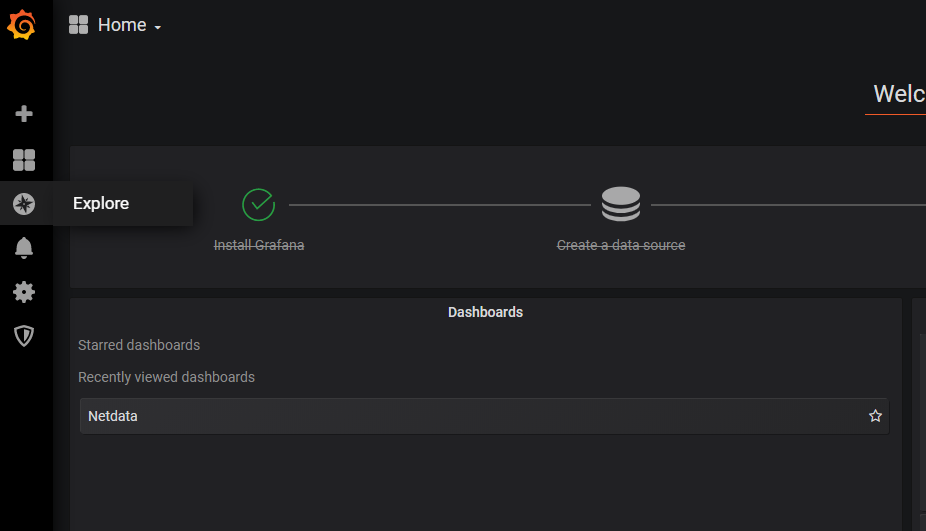 Home
Welc
Explore
Install Grafana
Create a data source
Dashboards
Starred dashboards
Recently viewed dashboards
Netdata